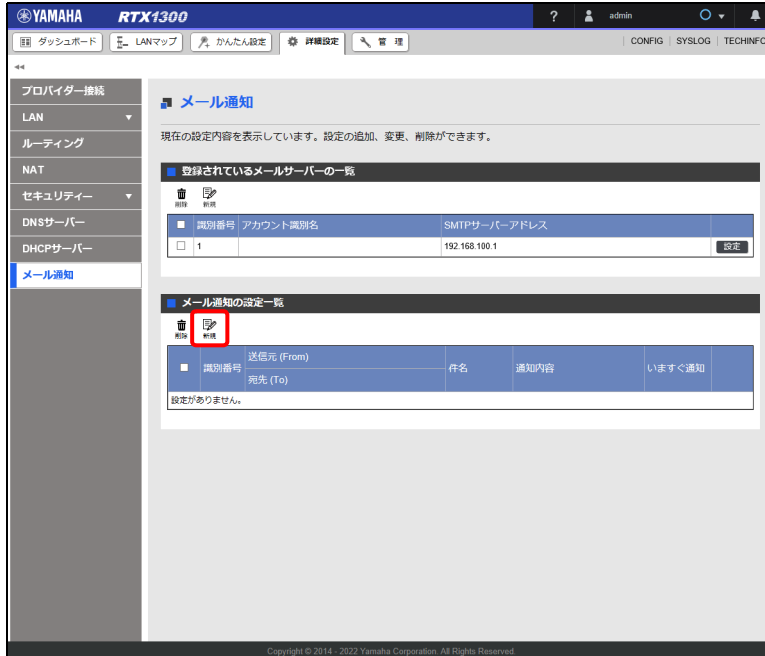 YAMAHA RTX1300 ? admin
ダッシュボード LANマップ かんたん設定 詳細設定 管 理 CONFIG SYSLOG TECHINFO
プロバイダー接続
LAN
ルーティング
NAT
セキュリティー
DNSサーバー
DHCPサーバー
メール通知
メール通知
現在の設定内容を表示しています。設定の追加、変更、削除ができます。
登録されているメールサーバーの一覧
削除 新規
識別番号 アカウント識別名 SMTPサーバーアドレス
1 192.168.100.1 設定
メール通知の設定一覧
削除 新規
識別番号 送信元 (From) 件名 通知内容 いますぐ通知
宛先 (To)
設定がありません。
Copyright © 2014 - 2022 Yamaha Corporation. All Rights Reserved.